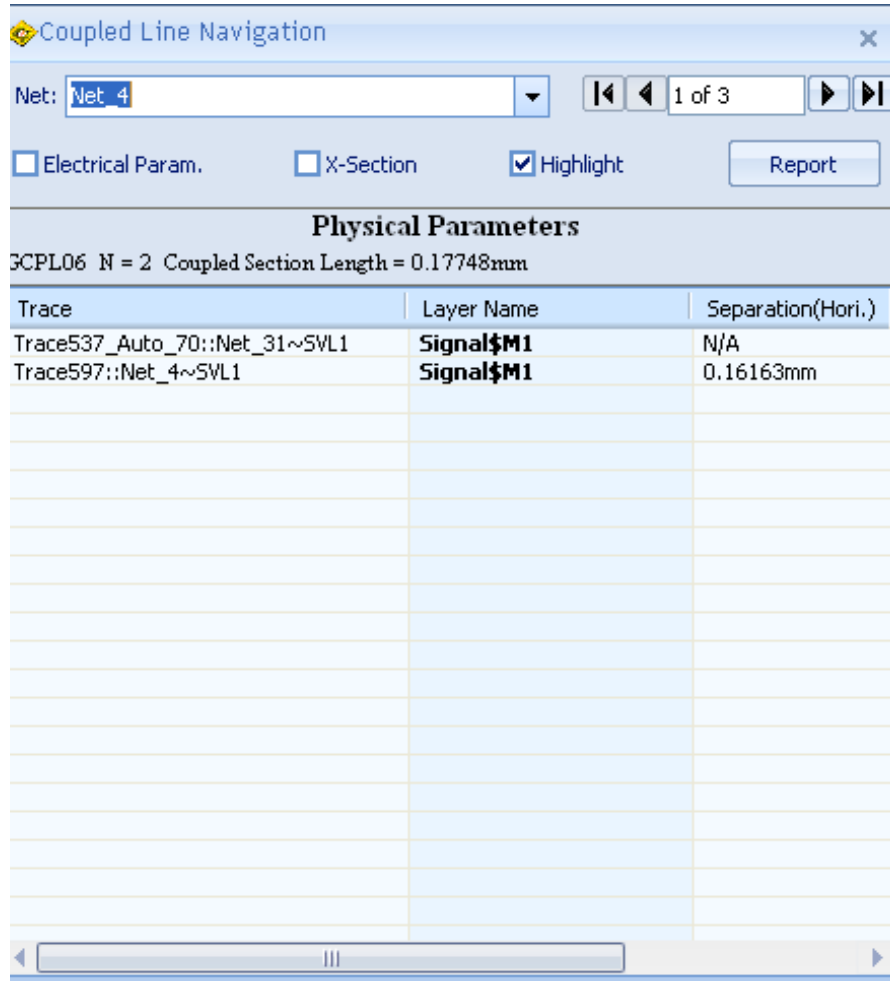 Coupled Line Navigation
Net: Net_4 1 of 3
Electrical Param. X-Section Highlight Report
Physical Parameters
GCPL06 N = 2 Coupled Section Length = 0.17748mm
Trace Layer Name Separation(Hori.)
Trace537_Auto_70::Net_31~SVL1 Signal$M1 N/A
Trace597::Net_4~SVL1 Signal$M1 0.16163mm